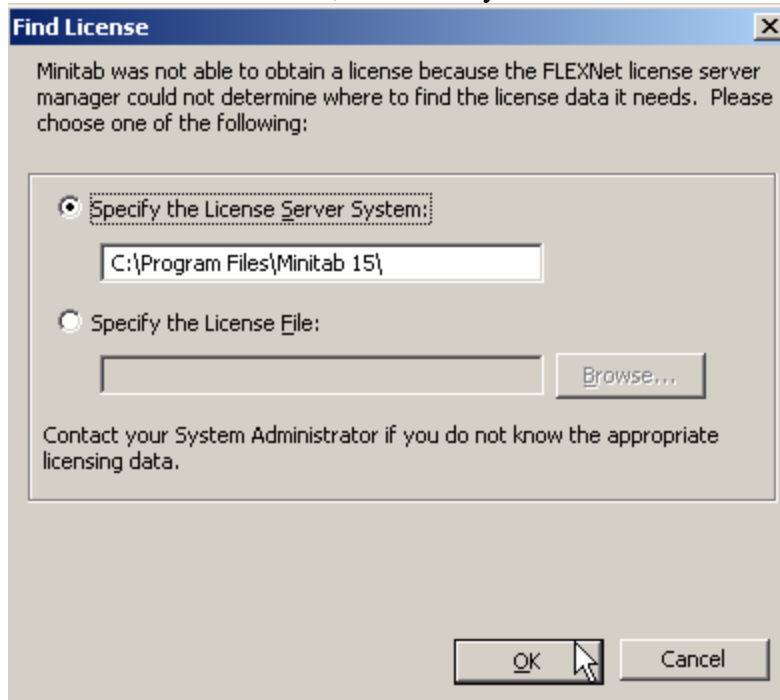 Find License
Minitab was not able to obtain a license because the FLEXNet license server
manager could not determine where to find the license data it needs. Please
choose one of the following:
Specify the License Server System:
C:\Program Files\Minitab 15\
Specify the License File:
Browse...
Contact your System Administrator if you do not know the appropriate
licensing data.
OK
Cancel